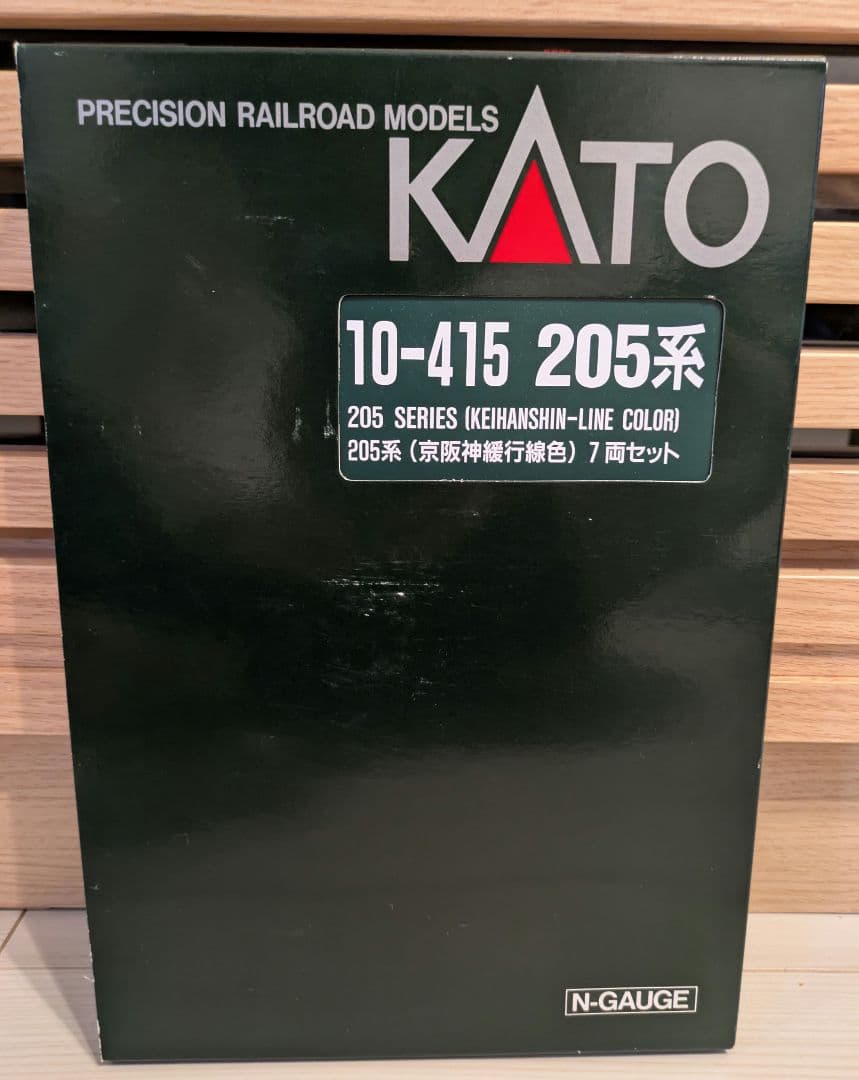 PRECISION RAILROAD MODELS
KATO
10-415 205系
205 SERIES (KEIHANSHIN-LINE COLOR)
205系 (京阪神緩行線色) 7両セット
N-GAUGE